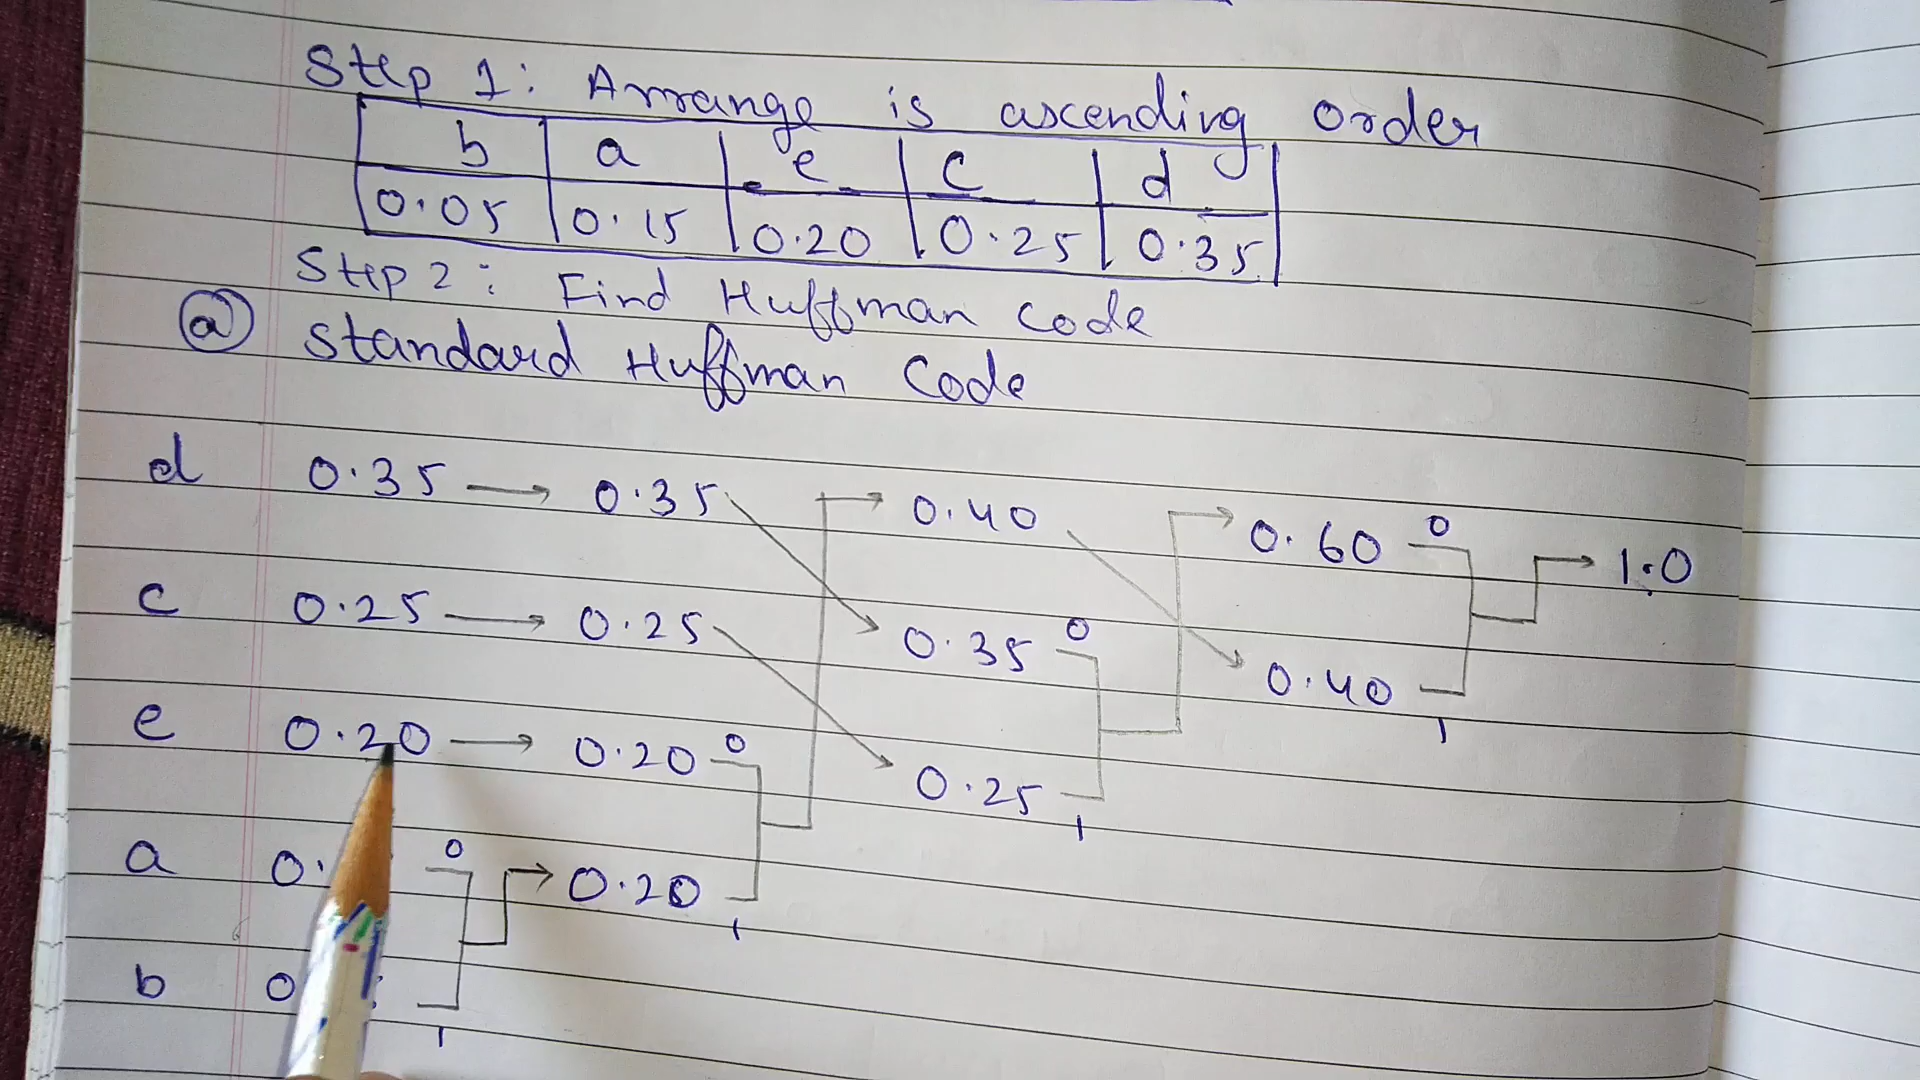 Step 1: Arrange is ascending order
b a e c d
0.05 0.15 0.20 0.25 0.35
Step 2: Find Huffman code
(a) Standard Huffman Code
d 0.35 → 0.35 → 0.40 → 0.60 0 → 1.0
c 0.25 → 0.25 0.35 0 0.40 1
e 0.20 → 0.20 0 0.25 1
a 0. 0 → 0.20 1
b 0 1